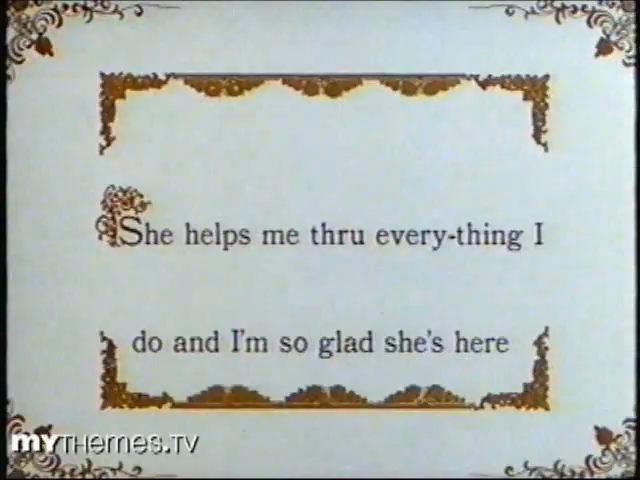 She helps me thru every-thing I
do and I'm so glad she's here
myTHemes.TV